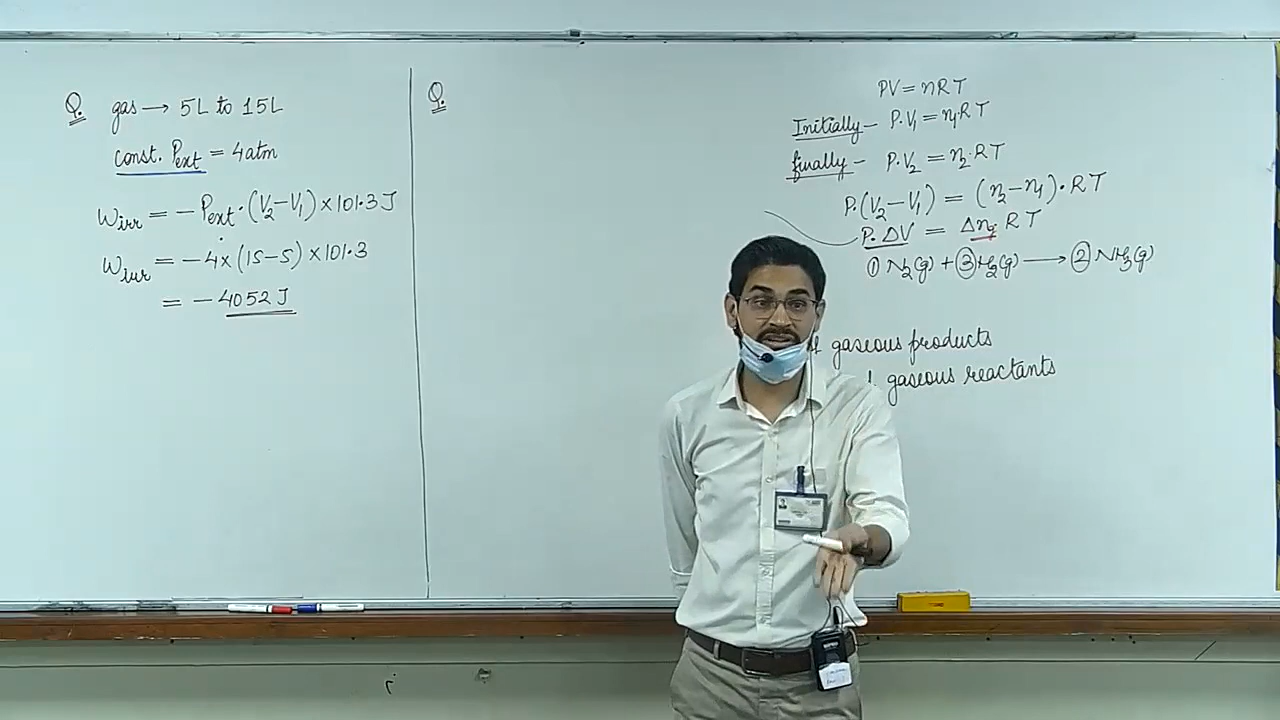 Q. gas → 5L to 15L
const. Pext = 4atm
Wirr = - Pext · (V2 - V1) × 101.3 J
Wirr = - 4 × (15 - 5) × 101.3
= - 4052 J
Q.
PV = nRT
Initially - P.V1 = n1.RT
finally - P.V2 = n2.RT
P.(V2 - V1) = (n2 - n1).RT
P.ΔV = Δng RT
① N2(g) + ③ H2(g) → ② NH3(g)
gaseous products
gaseous reactants